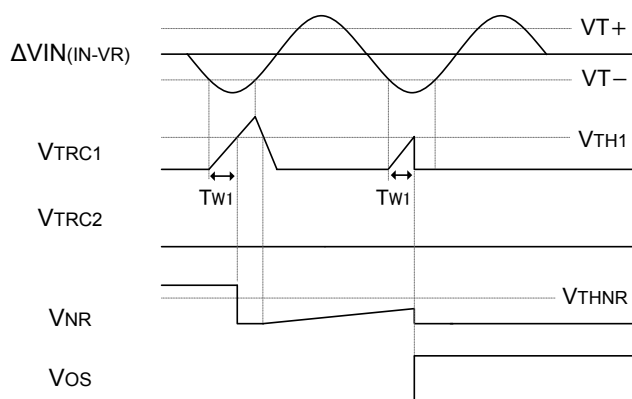 VT+
ΔVIN(IN-VR)
VT−
VTH1
VTRC1
TW1 TW1
VTRC2
VTHNR
VNR
VOS